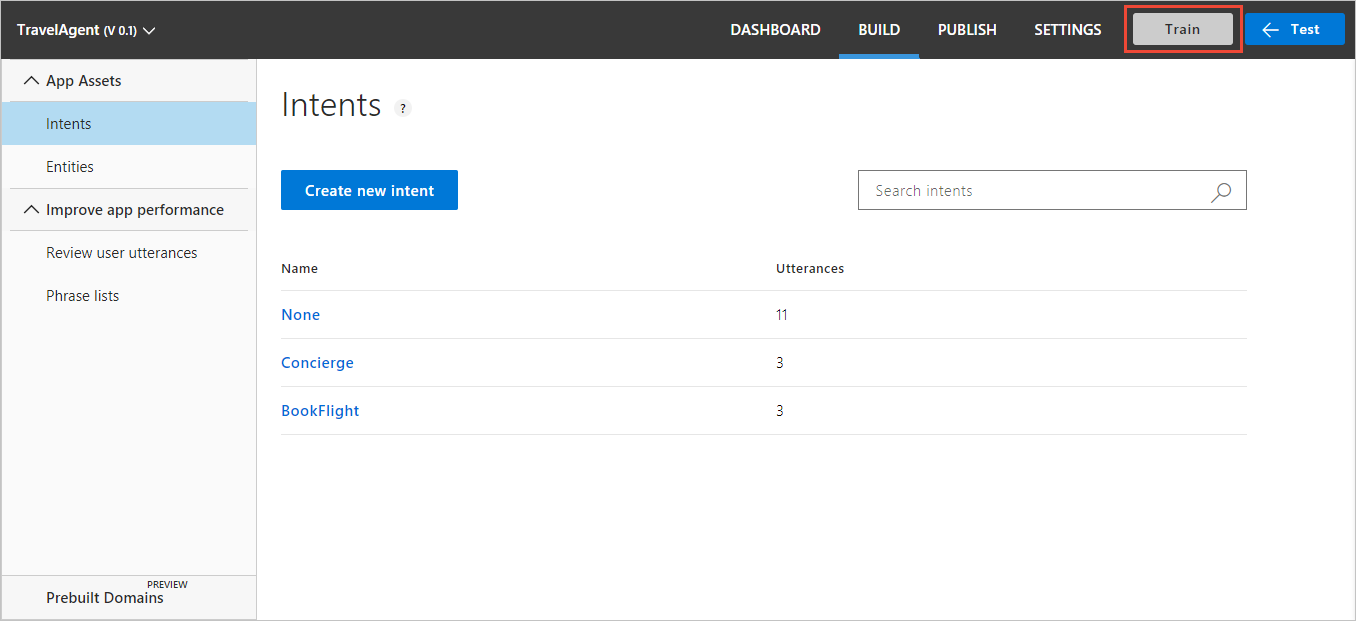 TravelAgent (V 0.1) DASHBOARD BUILD PUBLISH SETTINGS Train Test
App Assets
Intents
Entities
Improve app performance
Review user utterances
Phrase lists
PREVIEW
Prebuilt Domains
Intents ?
Create new intent Search intents
Name Utterances
None 11
Concierge 3
BookFlight 3